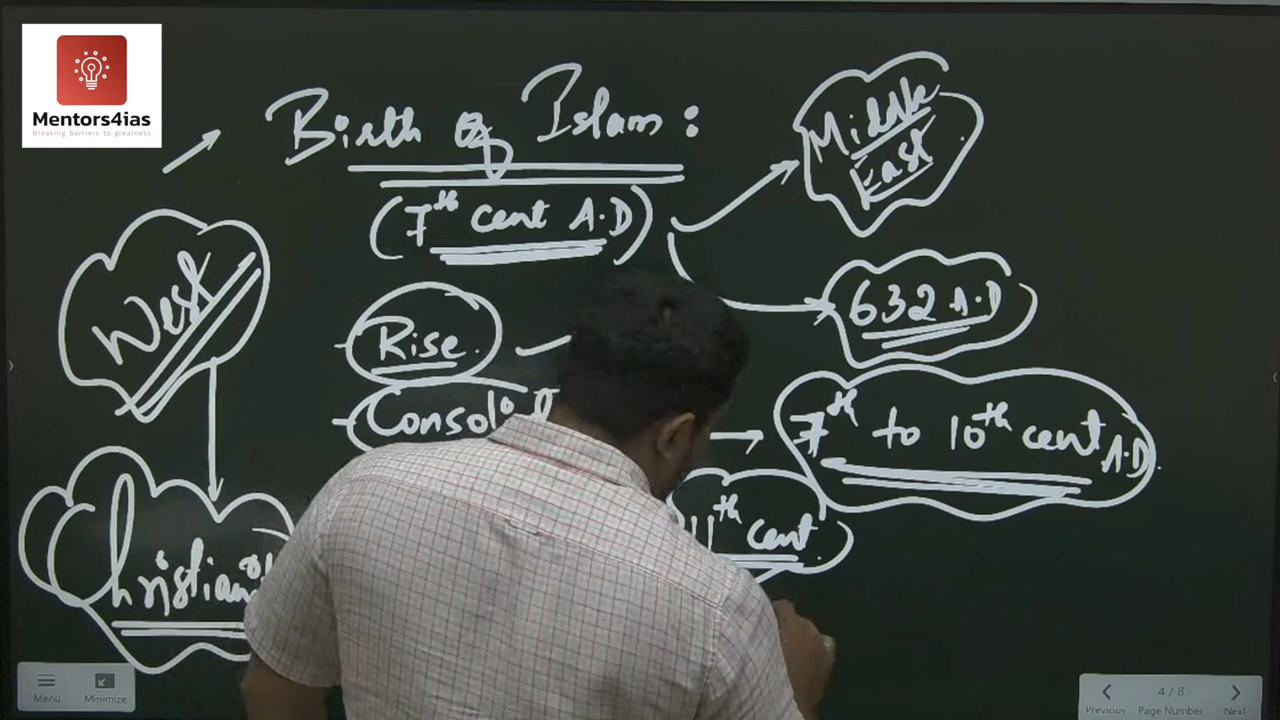 Mentors4ias
Breaking barriers to greatness
Birth of Islam:
(7th cent A.D)
Middle
East
West
632 A.D
Rise.
7th to 10th cent A.D.
11th cent.
Menu
Minimize
4 / 8
Previous
Page Number
Next